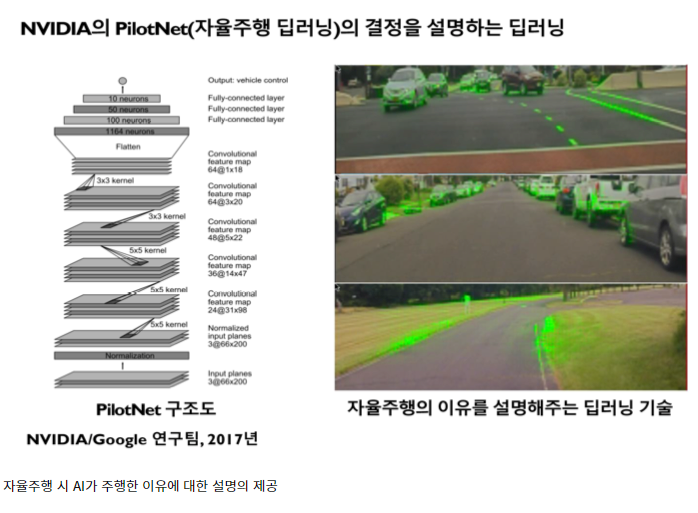 NVIDIA의 PilotNet(자율주행 딥러닝)의 결정을 설명하는 딥러닝
Output: vehicle control
10 neurons
Fully-connected layer
50 neurons
Fully-connected layer
100 neurons
Fully-connected layer
1164 neurons
Flatten
Convolutional
feature map
64@1x18
3x3 kernel
Convolutional
feature map
64@3x20
3x3 kernel
Convolutional
feature map
48@5x22
5x5 kernel
Convolutional
feature map
36@14x47
5x5 kernel
Convolutional
feature map
24@31x98
5x5 kernel
Normalized
input planes
3@66x200
Normalization
Input planes
3@66x200
PilotNet 구조도
NVIDIA/Google 연구팀, 2017년
자율주행의 이유를 설명해주는 딥러닝 기술
자율주행 시 AI가 주행한 이유에 대한 설명의 제공